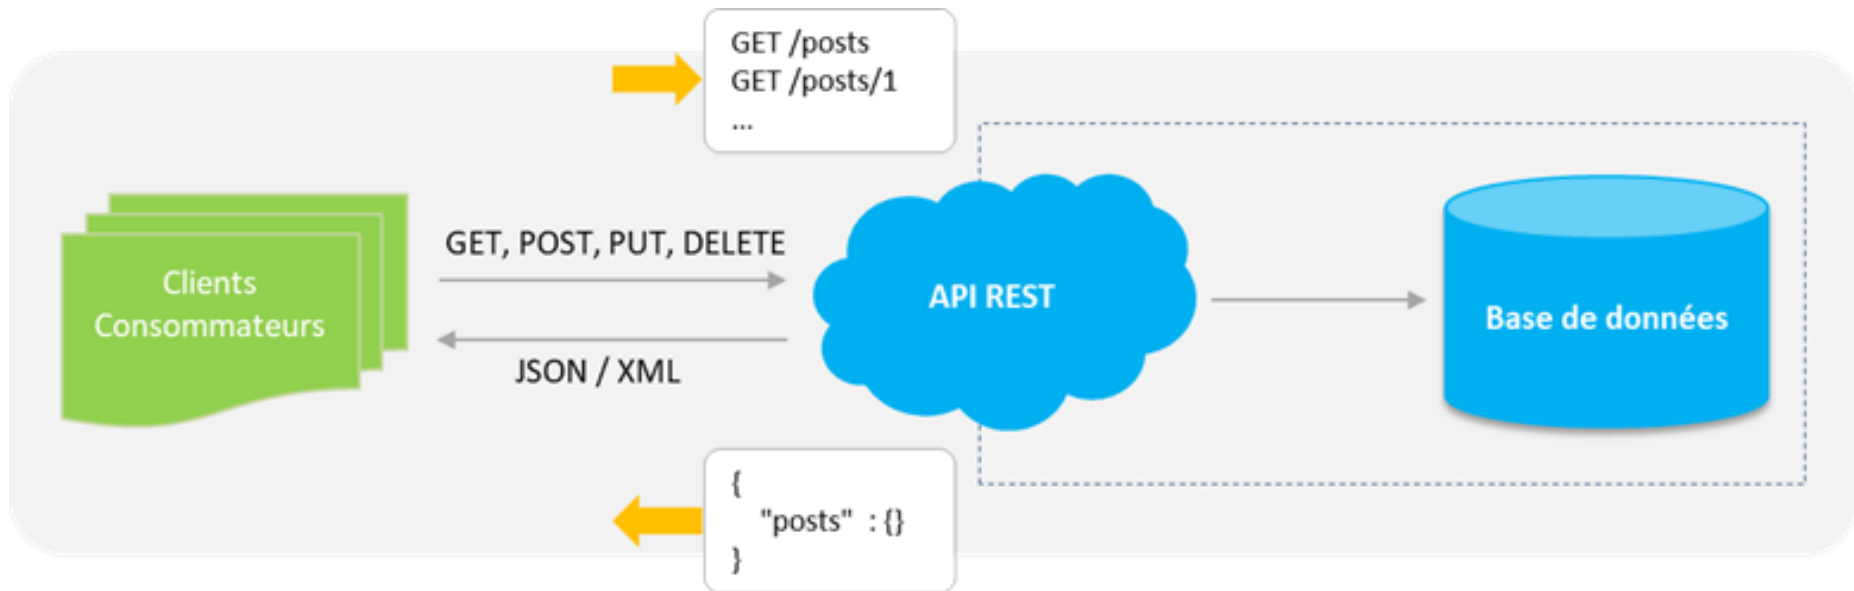 GET /posts
GET /posts/1
...
Clients
Consommateurs
GET, POST, PUT, DELETE
JSON / XML
API REST
Base de données
{
"posts" : {}
}